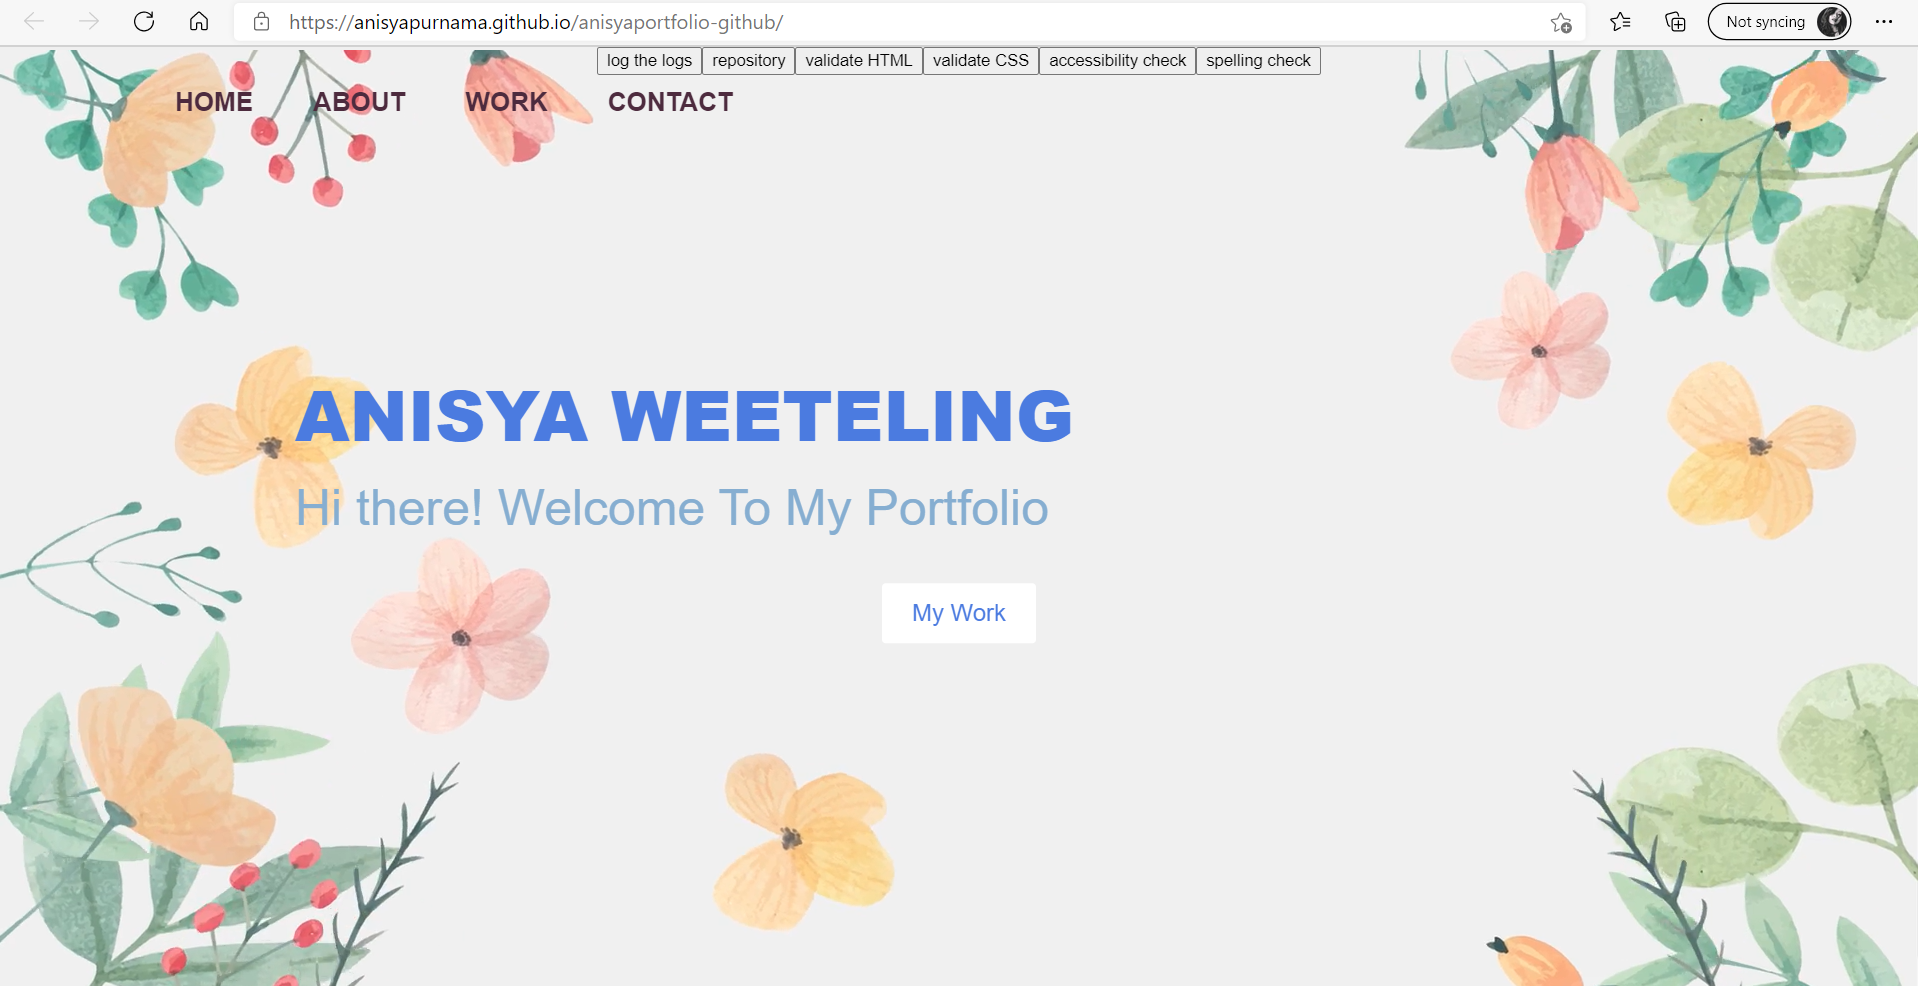 https://anisyapurnama.github.io/anisyaportfolio-github/
Not syncing
log the logs repository validate HTML validate CSS accessibility check spelling check
HOME ABOUT WORK CONTACT
ANISYA WEETELING
Hi there! Welcome To My Portfolio
My Work